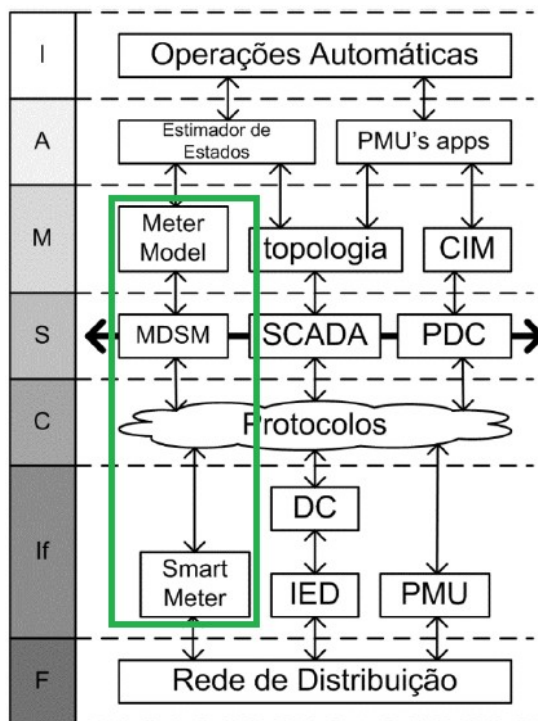 I
Operações Automáticas
A
Estimador de
Estados
PMU's apps
M
Meter
Model
topologia
CIM
S
MDSM
SCADA
PDC
C
Protocolos
If
DC
Smart
Meter
IED
PMU
F
Rede de Distribuição